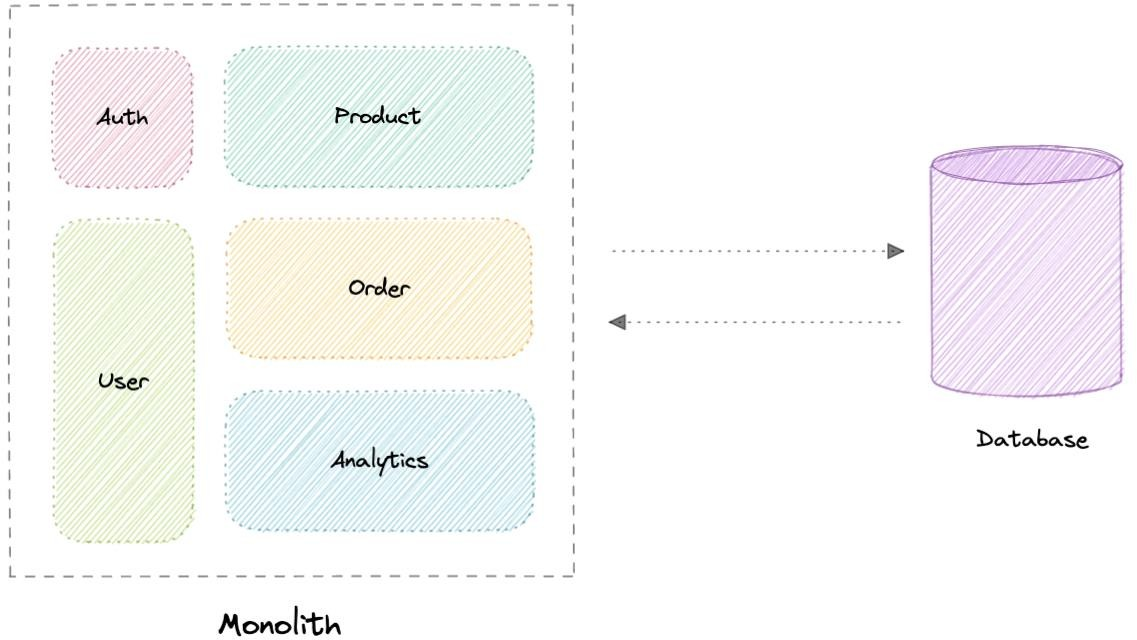 Auth
Product
Order
User
Analytics
Database
Monolith